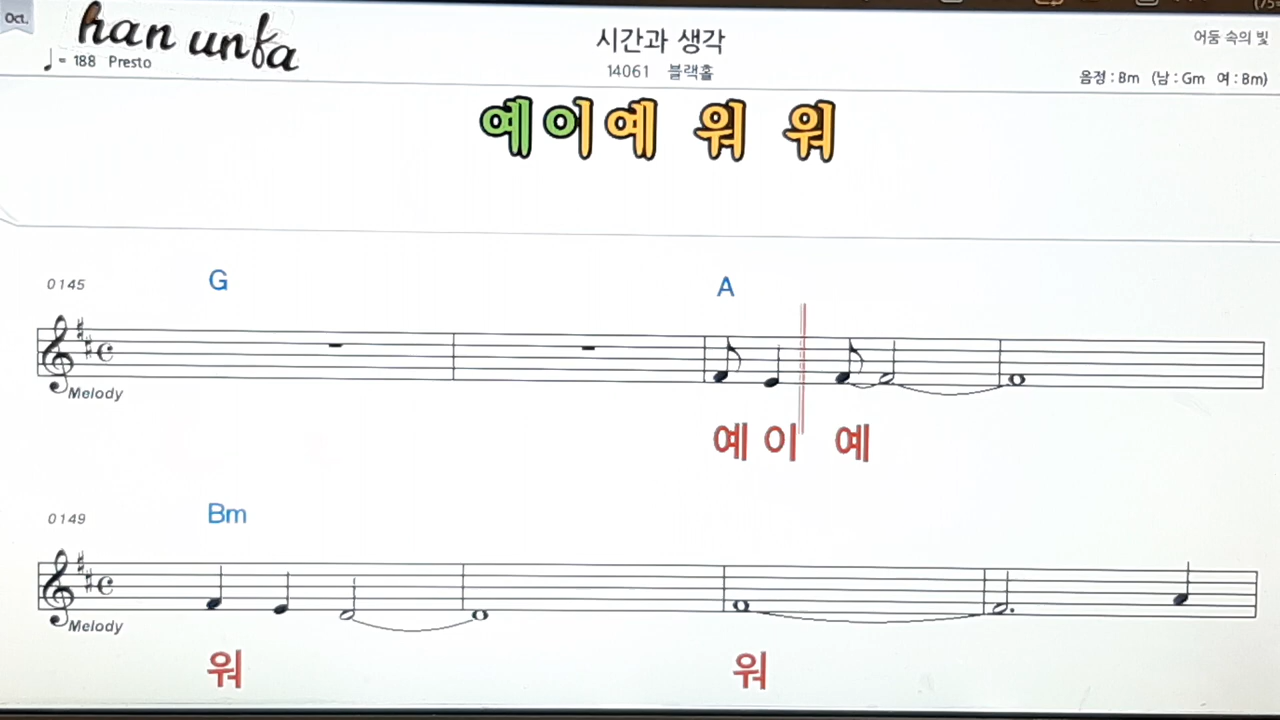 Oct.
han unfa
♩ = 188 Presto
시간과 생각
14061 블랙홀
어둠 속의 빛
음정 : Bm (남 : Gm 여 : Bm)
예이예 워 워
0145
G A
Melody
예 이 예
0149
Bm
Melody
워 워